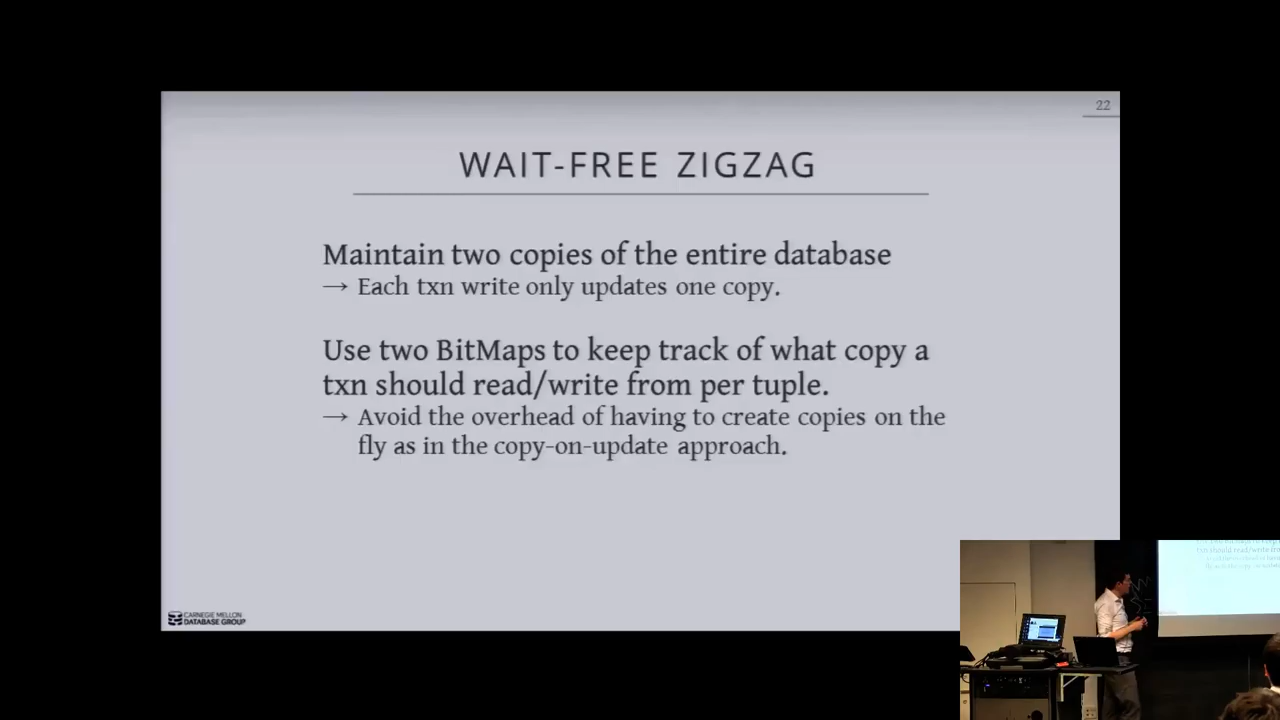 22
WAIT-FREE ZIGZAG
Maintain two copies of the entire database
→ Each txn write only updates one copy.
Use two BitMaps to keep track of what copy a
txn should read/write from per tuple.
→ Avoid the overhead of having to create copies on the
fly as in the copy-on-update approach.
CARNEGIE MELLON
DATABASE GROUP